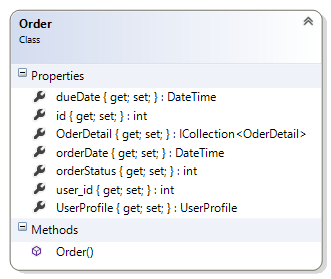 Order
Class
Properties
dueDate { get; set; } : DateTime
id { get; set; } : int
OderDetail { get; set; } : ICollection<OderDetail>
orderDate { get; set; } : DateTime
orderStatus { get; set; } : int
user_id { get; set; } : int
UserProfile { get; set; } : UserProfile
Methods
Order()